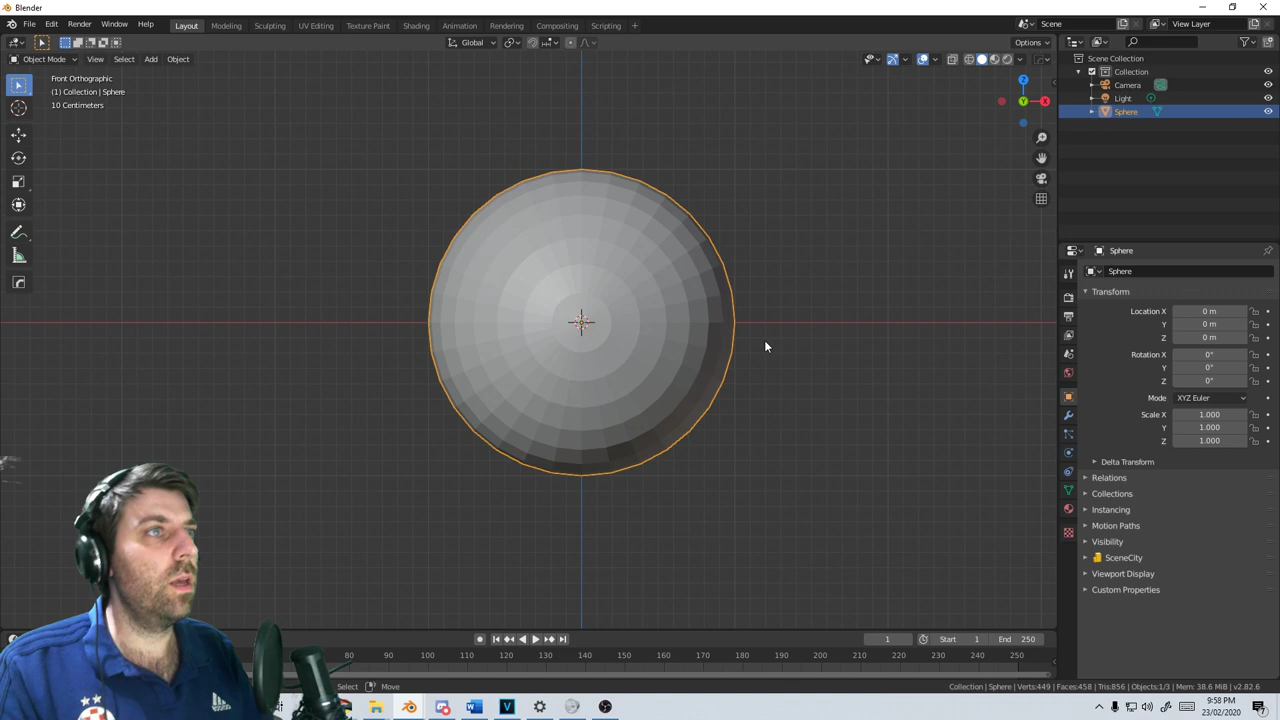 Blender
File Edit Render Window Help Layout Modeling Sculpting UV Editing Texture Paint Shading Animation Rendering Compositing Scripting + Scene View Layer
Global Options
Object Mode View Select Add Object
Front Orthographic
(1) Collection | Sphere
10 Centimeters
X
Y
Z
Scene Collection
Collection
Camera
Light
Sphere
Sphere
Sphere
Transform
Location X 0 m
Y 0 m
Z 0 m
Rotation X 0°
Y 0°
Z 0°
Mode XYZ Euler
Scale X 1.000
Y 1.000
Z 1.000
Delta Transform
Relations
Collections
Instancing
Motion Paths
Visibility
SceneCity
Viewport Display
Custom Properties
1 Start 1 End 250
80 90 100 110 120 130 140 150 160 170 180 190 200 210 220 230 240 250
Select Move Collection | Sphere | Verts:449 | Faces:458 | Tris:856 | Objects:1/3 | Mem: 38.6 MiB | v2.82.6
9:58 PM
23/02/2020